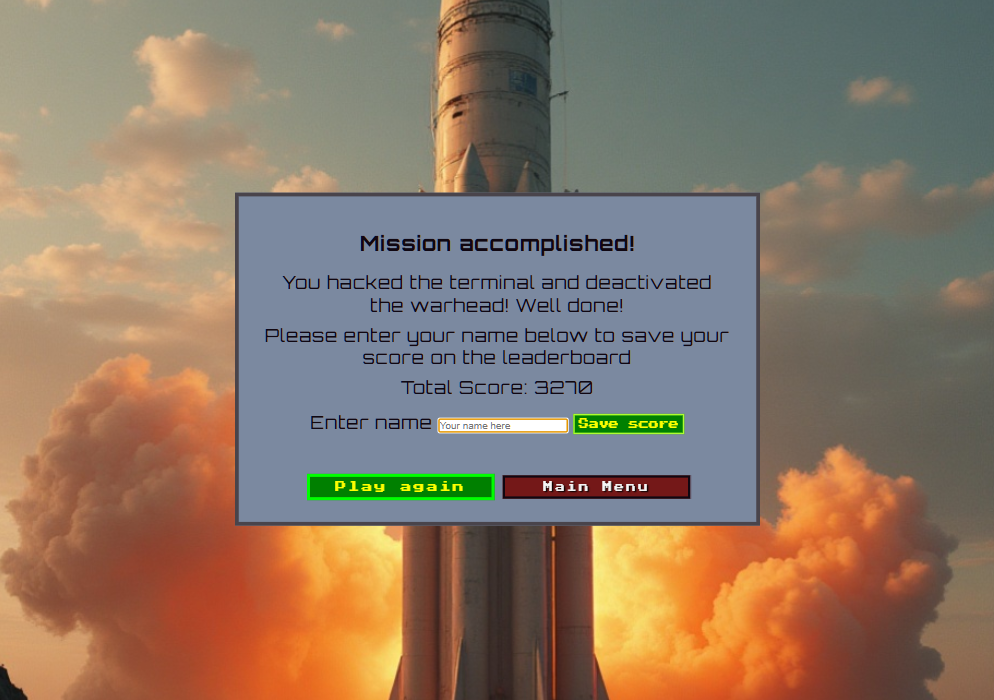 Mission accomplished!
You hacked the terminal and deactivated
the warhead! Well done!
Please enter your name below to save your
score on the leaderboard
Total Score: 3270
Enter name Your name here Save score
Play again Main Menu